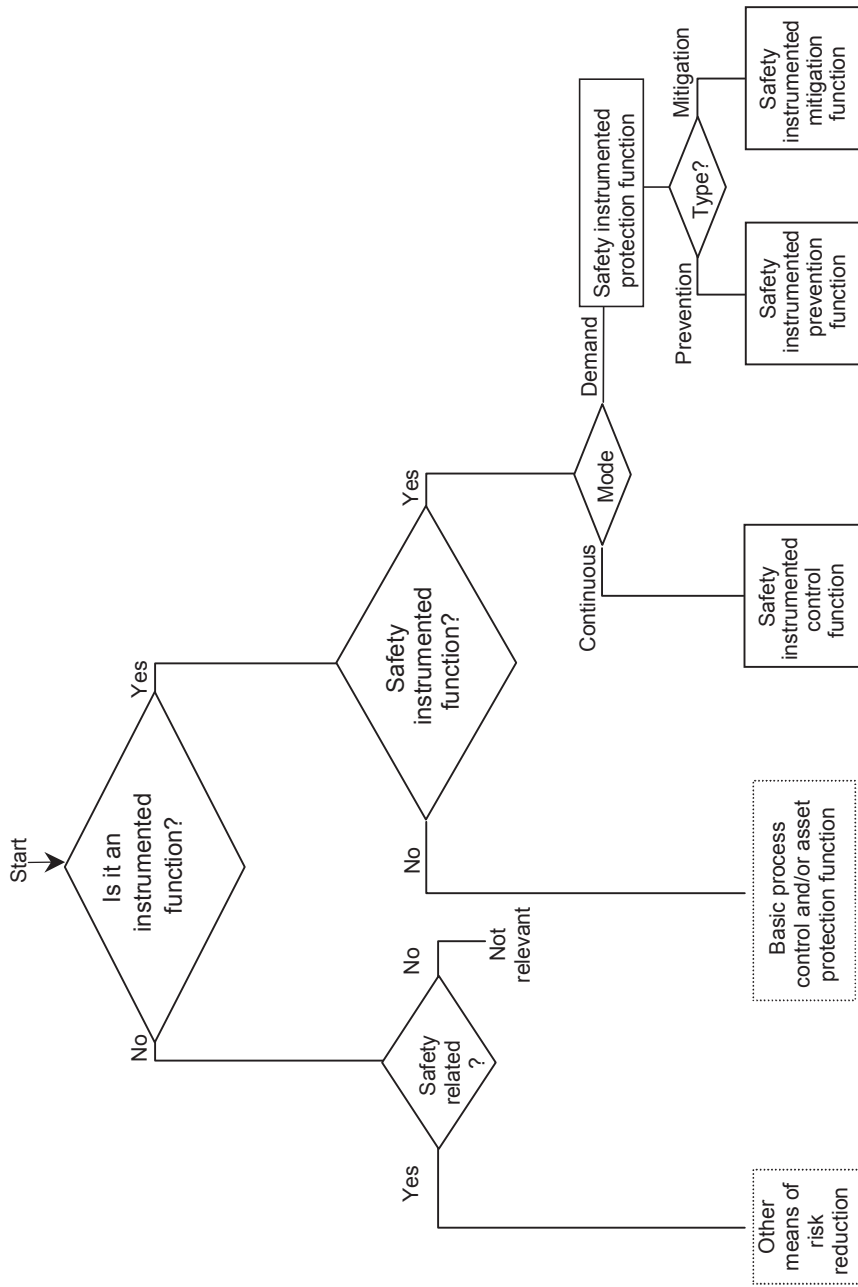 Start
Is it an
instrumented
function?
No
Yes
Safety
related
?
Yes
No
Not
relevant
Safety
instrumented
function?
No
Yes
Mode
Continuous
Demand
Safety instrumented
protection function
Type?
Prevention
Mitigation
Other
means of
risk
reduction
Basic process
control and/or asset
protection function
Safety
instrumented
control
function
Safety
instrumented
prevention
function
Safety
instrumented
mitigation
function